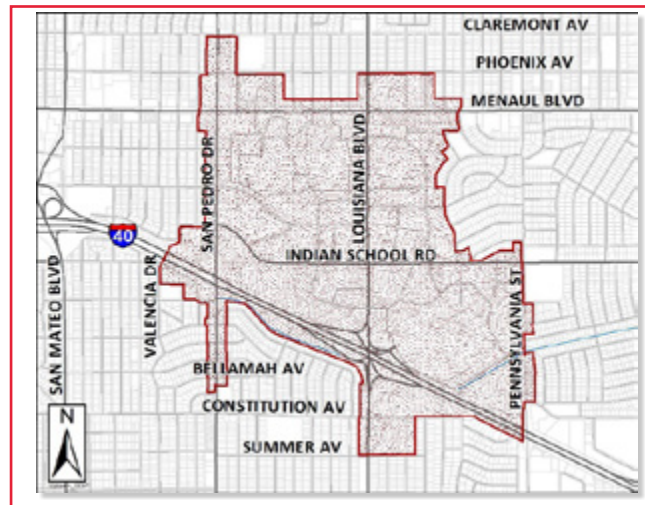 CLAREMONT AV
PHOENIX AV
MENAUL BLVD
SAN PEDRO DR
LOUISIANA BLVD
40
INDIAN SCHOOL RD
SAN MATEO BLVD
VALENCIA DR
PENNSYLVANIA ST
BELLAMAH AV
CONSTITUTION AV
N
SUMMER AV